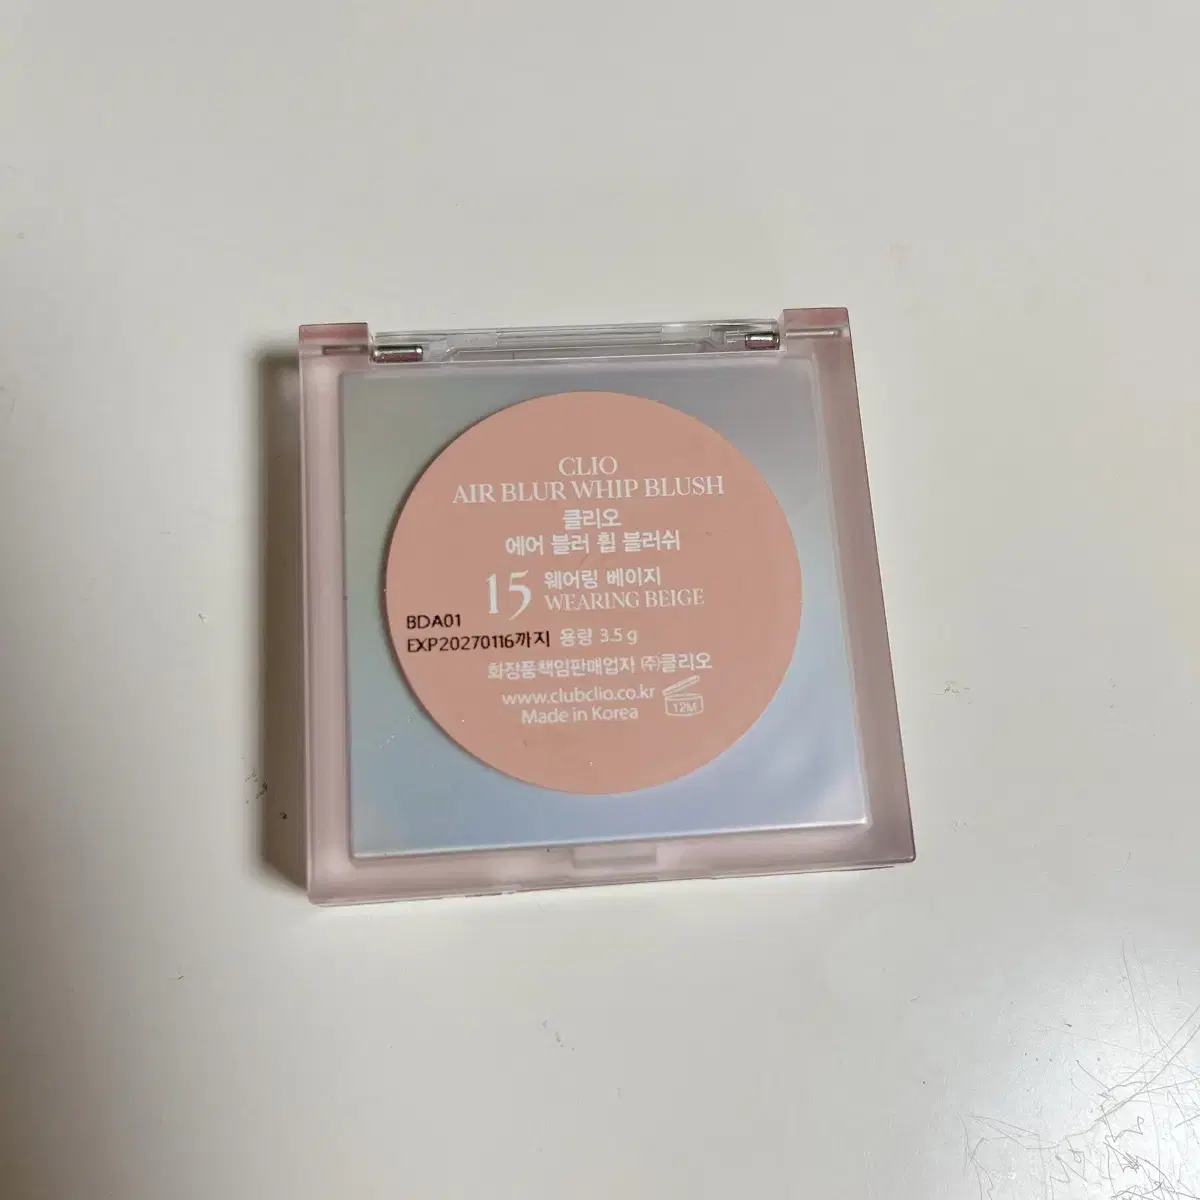 CLIO
AIR BLUR WHIP BLUSH
클리오
에어 블러 휩 블러쉬
15 웨어링 베이지
WEARING BEIGE
BDA01
EXP20270116까지 용량 3.5 g
화장품책임판매업자 ㈜클리오
www.clubclio.co.kr
12M
Made in Korea